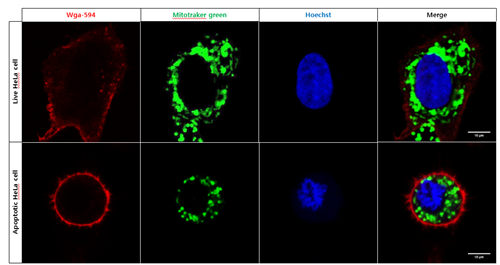 Wga-594
Mitotraker green
Hoechst
Merge
Live HeLa cell
10 μm
Apoptotic HeLa cell
10 μm